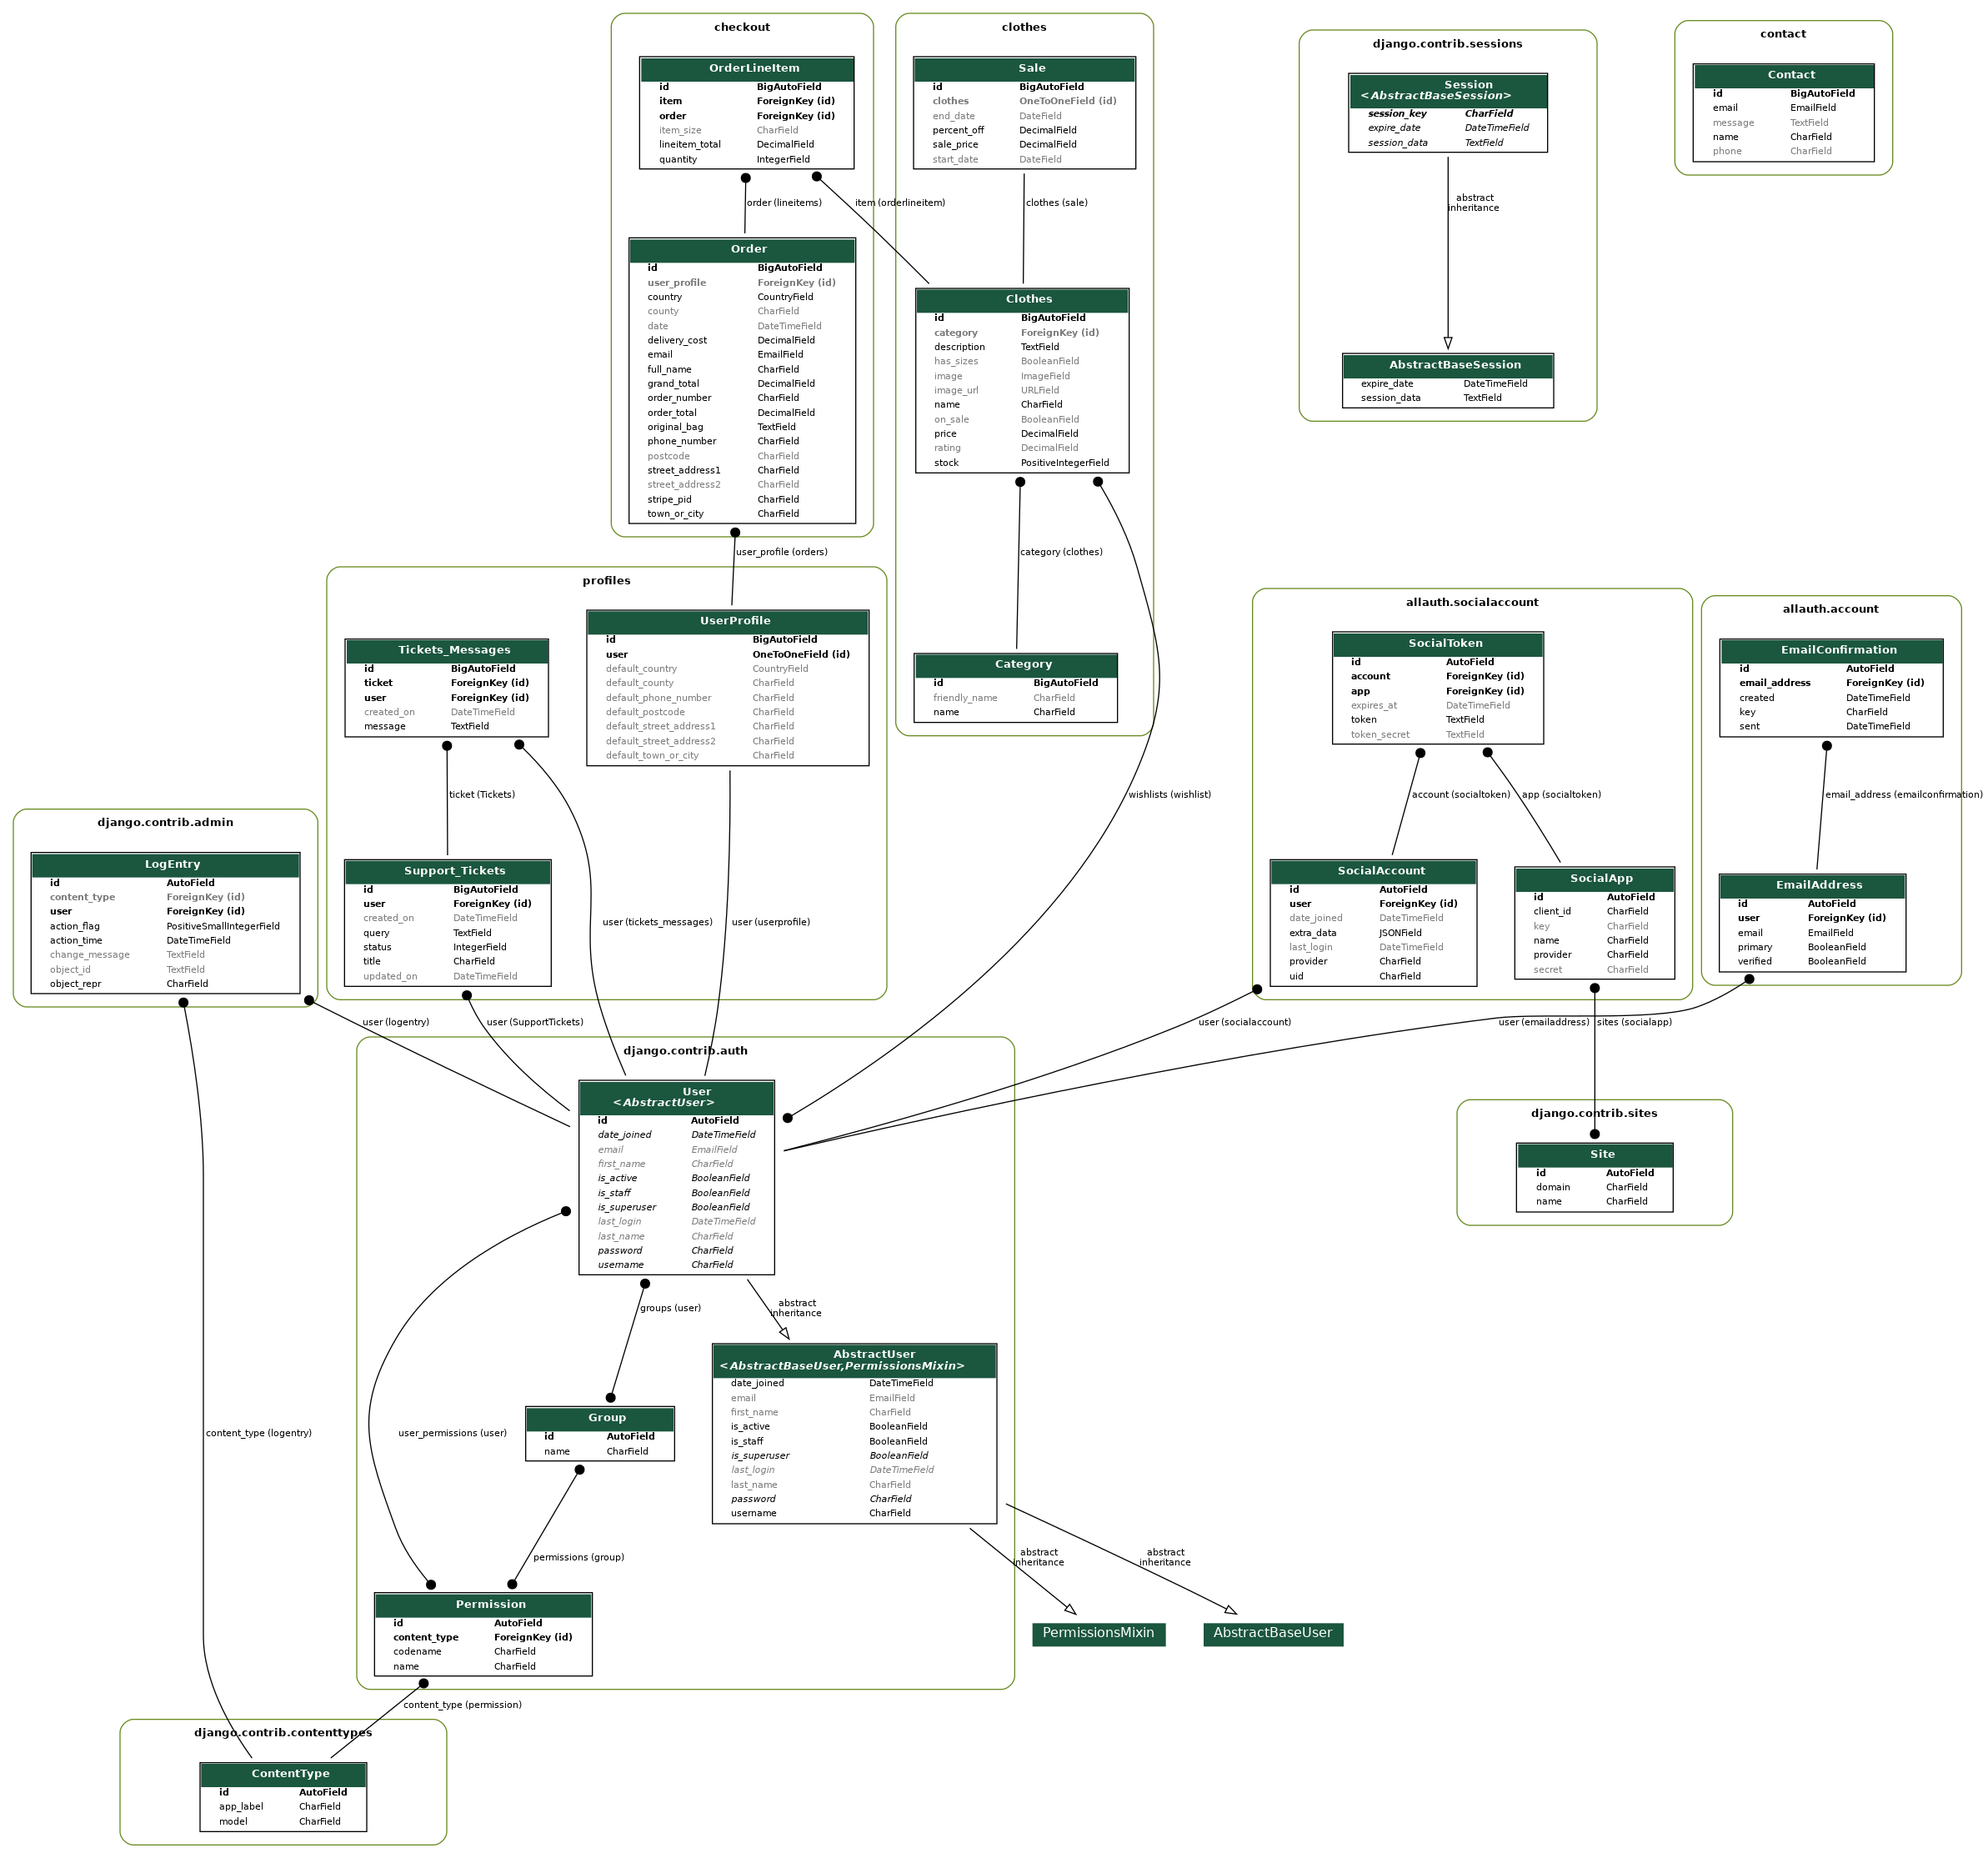 checkout
OrderLineItem
id BigAutoField
item ForeignKey (id)
order ForeignKey (id)
item_size CharField
lineitem_total DecimalField
quantity IntegerField
order (lineitems)
item (orderlineitem)
Order
id BigAutoField
user_profile ForeignKey (id)
country CountryField
county CharField
date DateTimeField
delivery_cost DecimalField
email EmailField
full_name CharField
grand_total DecimalField
order_number CharField
order_total DecimalField
original_bag TextField
phone_number CharField
postcode CharField
street_address1 CharField
street_address2 CharField
stripe_pid CharField
town_or_city CharField
user_profile (orders)
clothes
Sale
id BigAutoField
clothes OneToOneField (id)
end_date DateField
percent_off DecimalField
sale_price DecimalField
start_date DateField
clothes (sale)
Clothes
id BigAutoField
category ForeignKey (id)
description TextField
has_sizes BooleanField
image ImageField
image_url URLField
name CharField
on_sale BooleanField
price DecimalField
rating DecimalField
stock PositiveIntegerField
category (clothes)
Category
id BigAutoField
friendly_name CharField
name CharField
wishlists (wishlist)
django.contrib.sessions
Session
<AbstractBaseSession>
session_key CharField
expire_date DateTimeField
session_data TextField
abstract
inheritance
AbstractBaseSession
expire_date DateTimeField
session_data TextField
contact
Contact
id BigAutoField
email EmailField
message TextField
name CharField
phone CharField
profiles
Tickets_Messages
id BigAutoField
ticket ForeignKey (id)
user ForeignKey (id)
created_on DateTimeField
message TextField
UserProfile
id BigAutoField
user OneToOneField (id)
default_country CountryField
default_county CharField
default_phone_number CharField
default_postcode CharField
default_street_address1 CharField
default_street_address2 CharField
default_town_or_city CharField
ticket (Tickets)
Support_Tickets
id BigAutoField
user ForeignKey (id)
created_on DateTimeField
query TextField
status IntegerField
title CharField
updated_on DateTimeField
user (tickets_messages)
user (userprofile)
user (SupportTickets)
allauth.socialaccount
SocialToken
id AutoField
account ForeignKey (id)
app ForeignKey (id)
expires_at DateTimeField
token TextField
token_secret TextField
account (socialtoken)
app (socialtoken)
SocialAccount
id AutoField
user ForeignKey (id)
date_joined DateTimeField
extra_data JSONField
last_login DateTimeField
provider CharField
uid CharField
SocialApp
id AutoField
client_id CharField
key CharField
name CharField
provider CharField
secret CharField
user (socialaccount)
allauth.account
EmailConfirmation
id AutoField
email_address ForeignKey (id)
created DateTimeField
key CharField
sent DateTimeField
email_address (emailconfirmation)
EmailAddress
id AutoField
user ForeignKey (id)
email EmailField
primary BooleanField
verified BooleanField
user (emailaddress)
sites (socialapp)
django.contrib.sites
Site
id AutoField
domain CharField
name CharField
django.contrib.admin
LogEntry
id AutoField
content_type ForeignKey (id)
user ForeignKey (id)
action_flag PositiveSmallIntegerField
action_time DateTimeField
change_message TextField
object_id TextField
object_repr CharField
user (logentry)
content_type (logentry)
django.contrib.auth
User
<AbstractUser>
id AutoField
date_joined DateTimeField
email EmailField
first_name CharField
is_active BooleanField
is_staff BooleanField
is_superuser BooleanField
last_login DateTimeField
last_name CharField
password CharField
username CharField
groups (user)
abstract
inheritance
user_permissions (user)
Group
id AutoField
name CharField
AbstractUser
<AbstractBaseUser,PermissionsMixin>
date_joined DateTimeField
email EmailField
first_name CharField
is_active BooleanField
is_staff BooleanField
is_superuser BooleanField
last_login DateTimeField
last_name CharField
password CharField
username CharField
permissions (group)
abstract
inheritance
abstract
inheritance
Permission
id AutoField
content_type ForeignKey (id)
codename CharField
name CharField
PermissionsMixin
AbstractBaseUser
content_type (permission)
django.contrib.contenttypes
ContentType
id AutoField
app_label CharField
model CharField